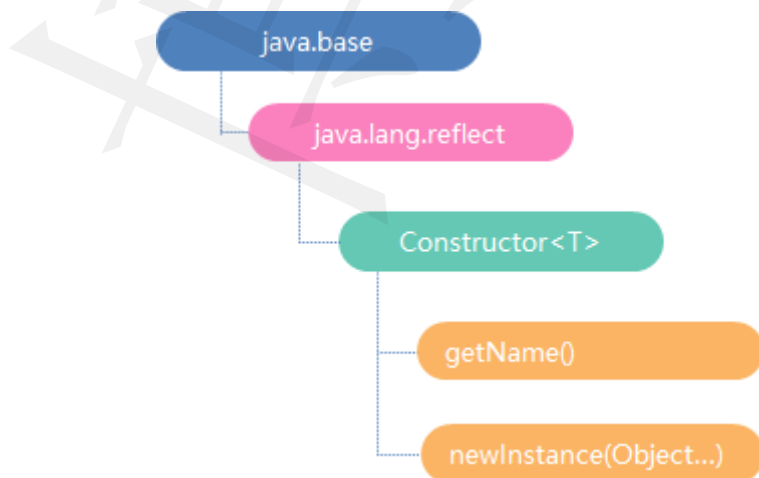 java.base
java.lang.reflect
Constructor<T>
getName()
newInstance(Object...)